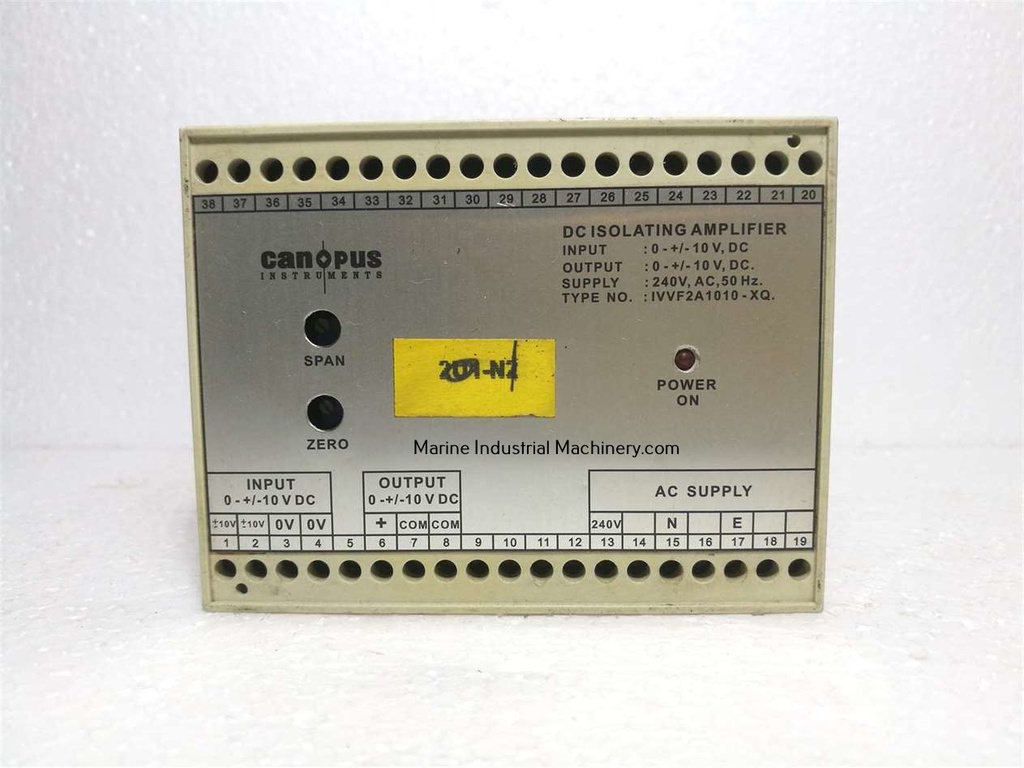 38 37 36 35 34 33 32 31 30 29 28 27 26 25 24 23 22 21 20
canopus
INSTRUMENTS
DC ISOLATING AMPLIFIER
INPUT : 0 - +/- 10 V, DC
OUTPUT : 0 - +/- 10 V, DC.
SUPPLY : 240V, AC, 50 Hz.
TYPE NO. : IVVF2A1010 - XQ.
SPAN
POWER
ON
ZERO
Marine Industrial Machinery.com
INPUT
0 - +/-10 V DC
OUTPUT
0 -+/-10 V DC
AC SUPPLY
±10V ±10V 0V 0V + COM COM 240V N E
1 2 3 4 5 6 7 8 9 10 11 12 13 14 15 16 17 18 19